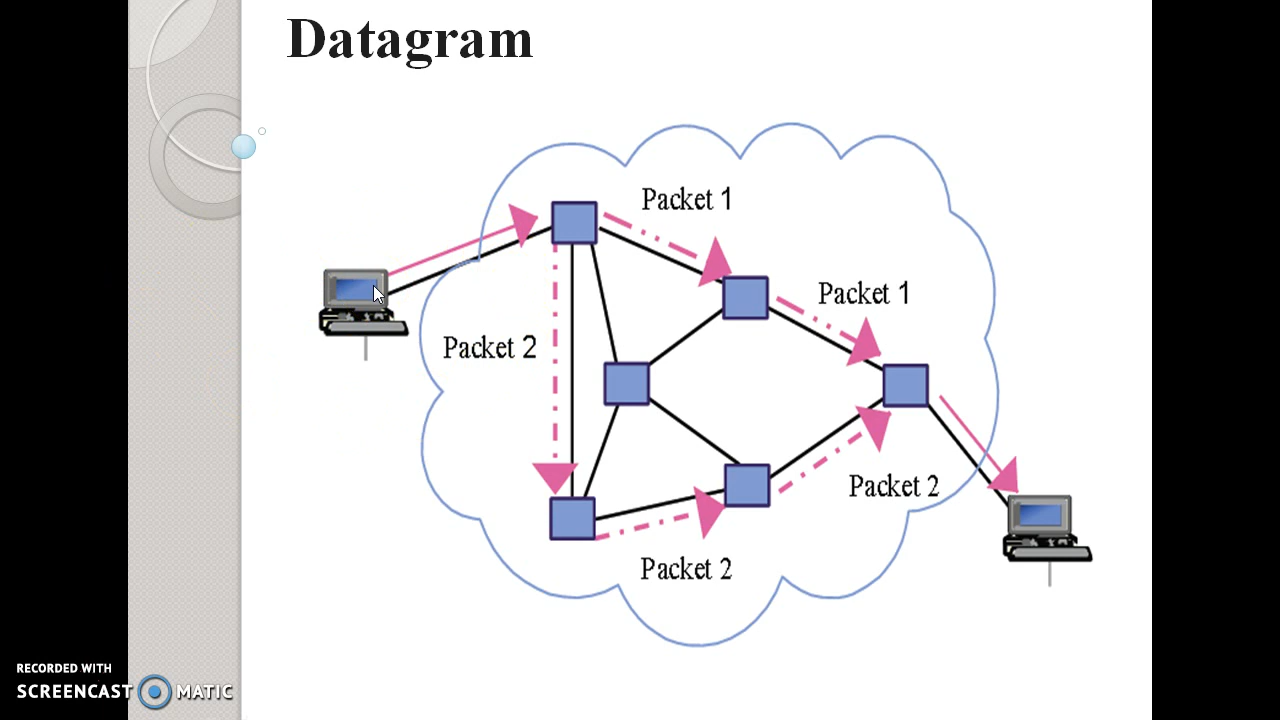 Datagram
Packet 1
Packet 1
Packet 2
Packet 2
Packet 2
RECORDED WITH
SCREENCAST MATIC